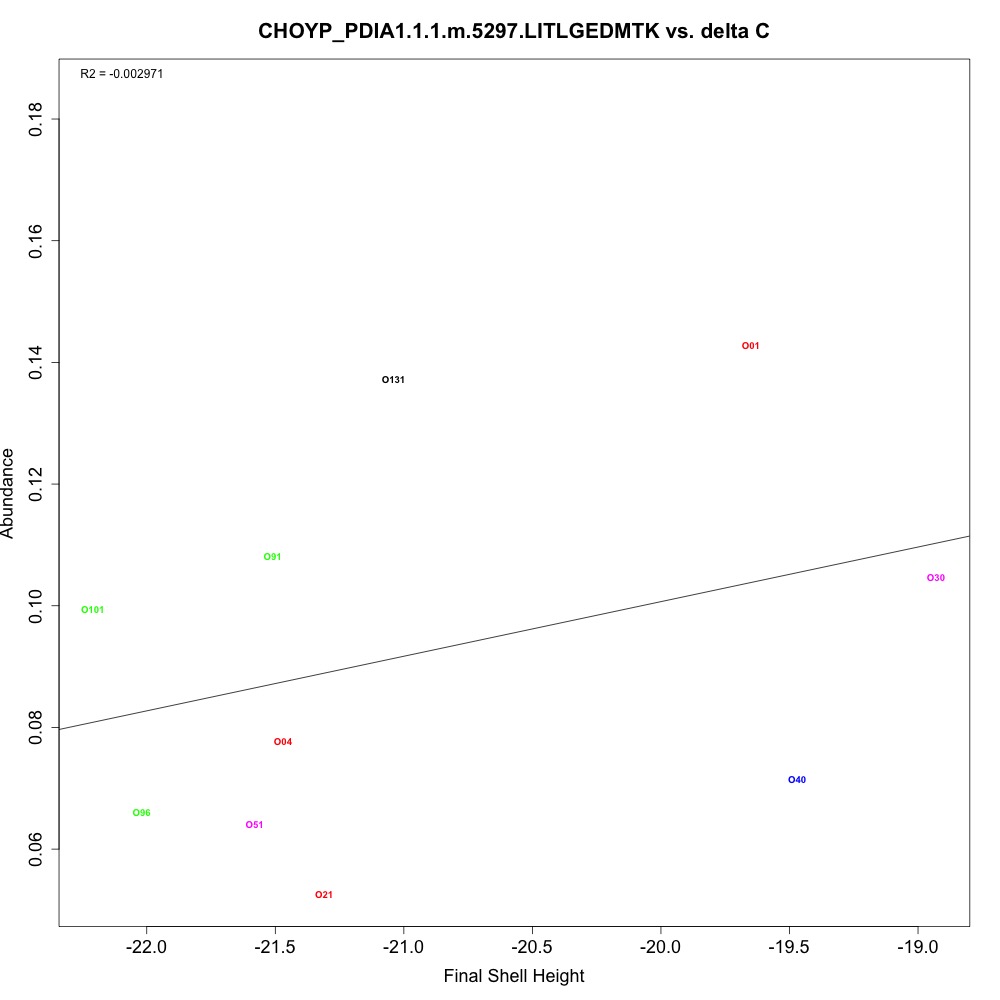 CHOYP_PDIA1.1.1.m.5297.LITLGEDMTK vs. delta C
R2 = -0.002971
0.18
0.16
0.14
0.12
0.10
0.08
0.06
Abundance
O01
O131
O91
O30
O101
O04
O40
O96
O51
O21
-22.0 -21.5 -21.0 -20.5 -20.0 -19.5 -19.0
Final Shell Height